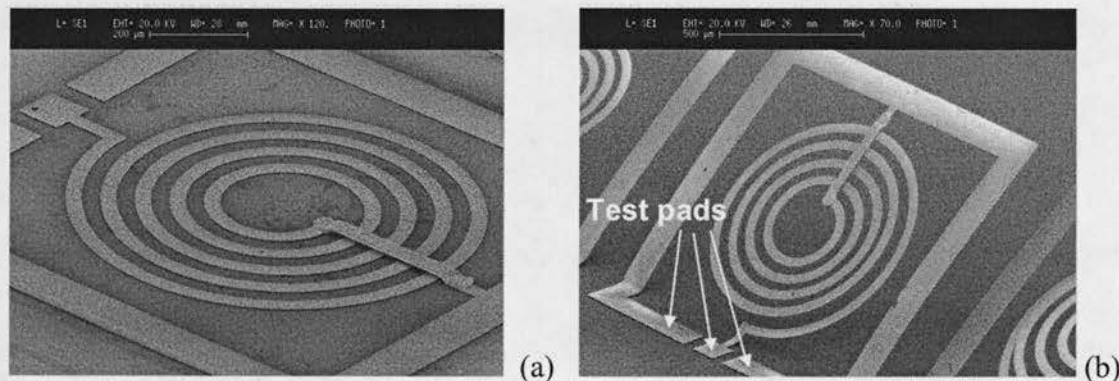 L= SE1 EHT= 20.0 KV WD= 28 mm MAG= X 120. PHOTO= 1
200 µm
(a)
L= SE1 EHT= 20.0 KV WD= 26 mm MAG= X 70.0 PHOTO= 1
500 µm
Test pads
(b)